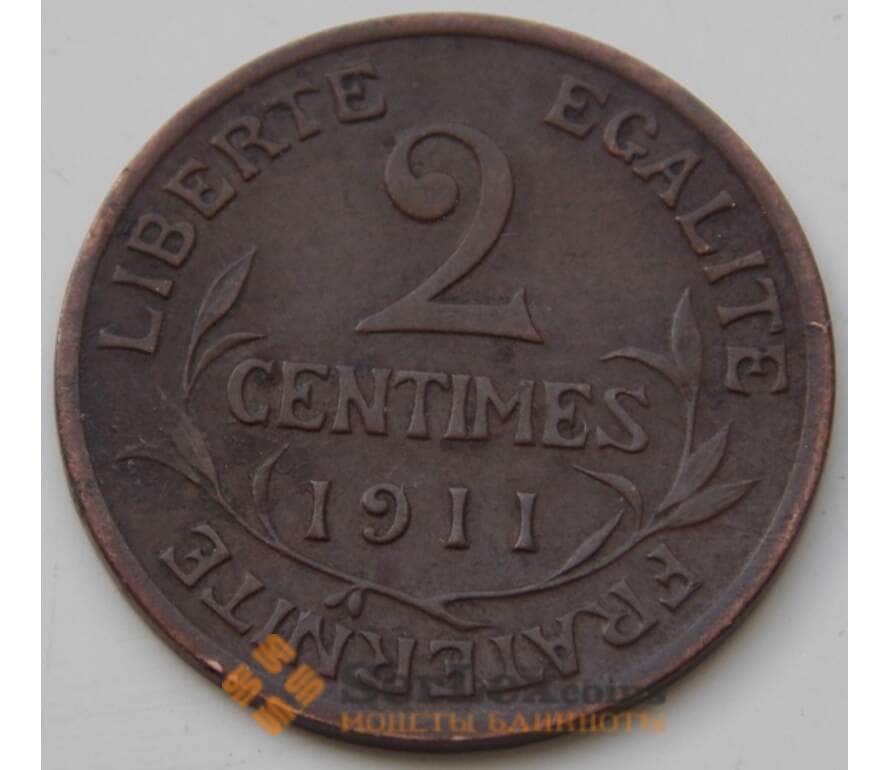 LIBERTE EGALITE
2
CENTIMES
1911
FRATERNITE
МОНЕТЫ БАНКНОТЫ